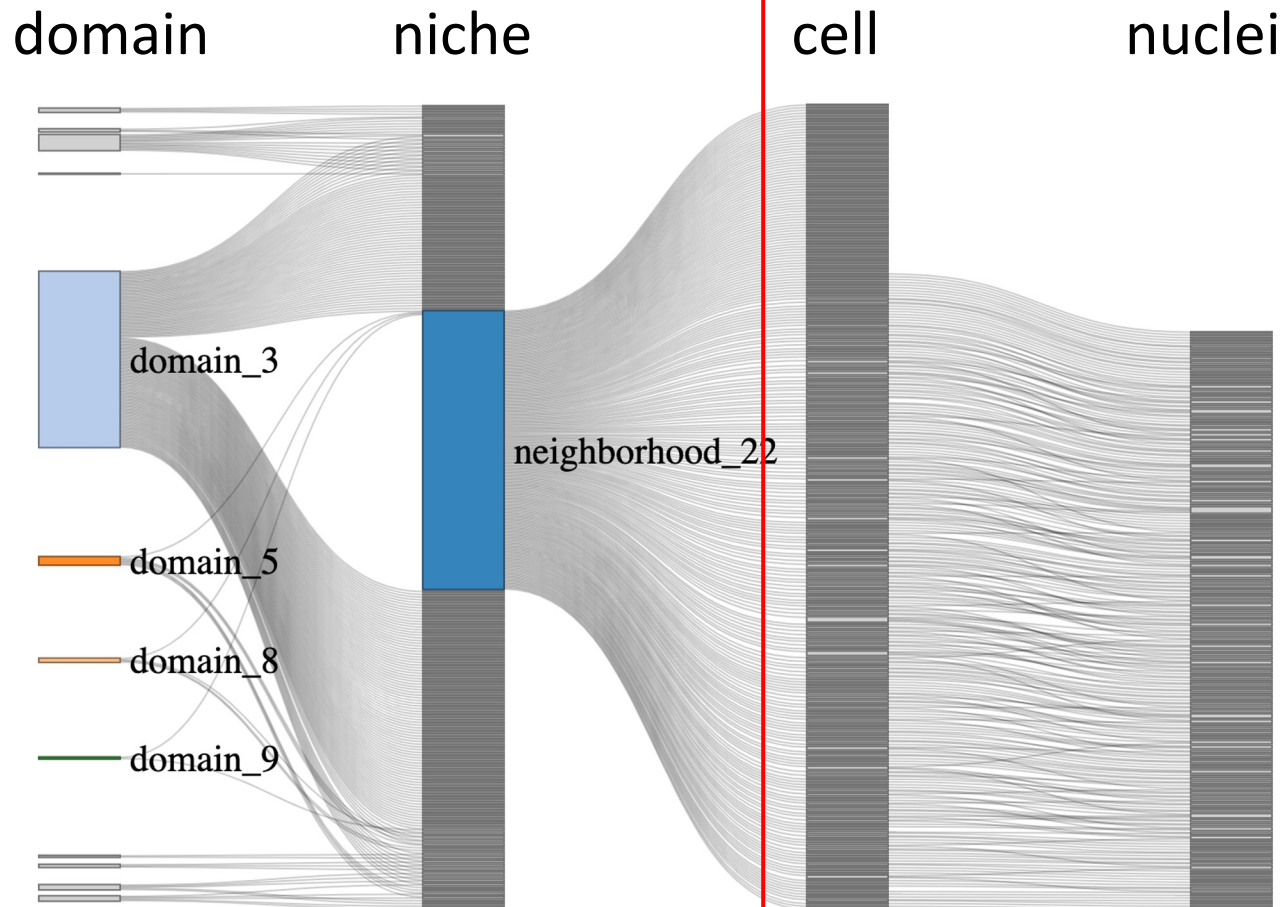 domain niche cell nuclei
domain_3
neighborhood_22
domain_5
domain_8
domain_9